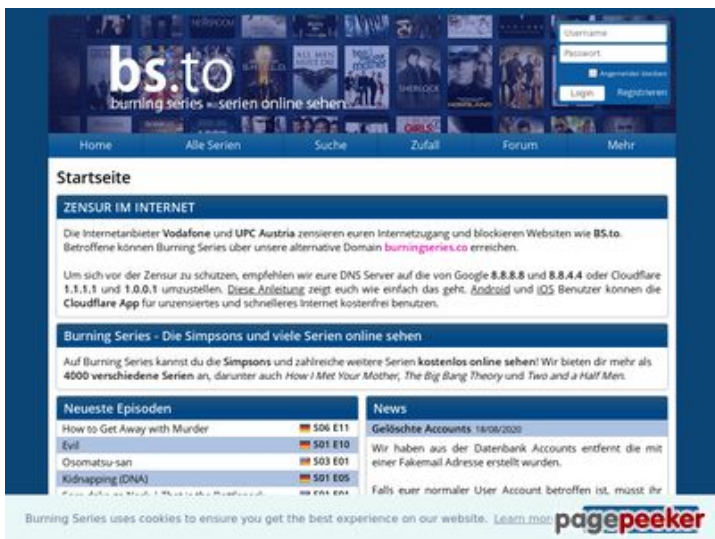 Username
bs.to
Passwort
Angemeldet bleiben
burning series - serien online sehen
Login Registrieren
ALL MEN MUST DIE
SHERLOCK
HOMELAND
GIRLS
Home Alle Serien Suche Zufall Forum Mehr
Startseite
ZENSUR IM INTERNET
Die Internetanbieter Vodafone und UPC Austria zensieren euren Internetzugang und blockieren Websiten wie BS.to.
Betroffene können Burning Series über unsere alternative Domain burningseries.co erreichen.
Um sich vor der Zensur zu schützen, empfehlen wir eure DNS Server auf die von Google 8.8.8.8 und 8.8.4.4 oder Cloudflare
1.1.1.1 und 1.0.0.1 umzustellen. Diese Anleitung zeigt euch wie einfach das geht. Android und iOS Benutzer können die
Cloudflare App für unzensiertes und schnelleres Internet kostenfrei benutzen.
Burning Series - Die Simpsons und viele Serien online sehen
Auf Burning Series kannst du die Simpsons und zahlreiche weitere Serien kostenlos online sehen! Wir bieten dir mehr als
4000 verschiedene Serien an, darunter auch How I Met Your Mother, The Big Bang Theory und Two and a Half Men.
Neueste Episoden
How to Get Away with Murder S06 E11
Evil S01 E10
Osomatsu-san S03 E01
Kidnapping (DNA) S01 E05
News
Gelöschte Accounts 18/08/2020
Wir haben aus der Datenbank Accounts entfernt die mit
einer Fakemail Adresse erstellt wurden.
Falls euer normaler User Account betroffen ist, müsst ihr
Burning Series uses cookies to ensure you get the best experience on our website. Learn more
pagepeeker